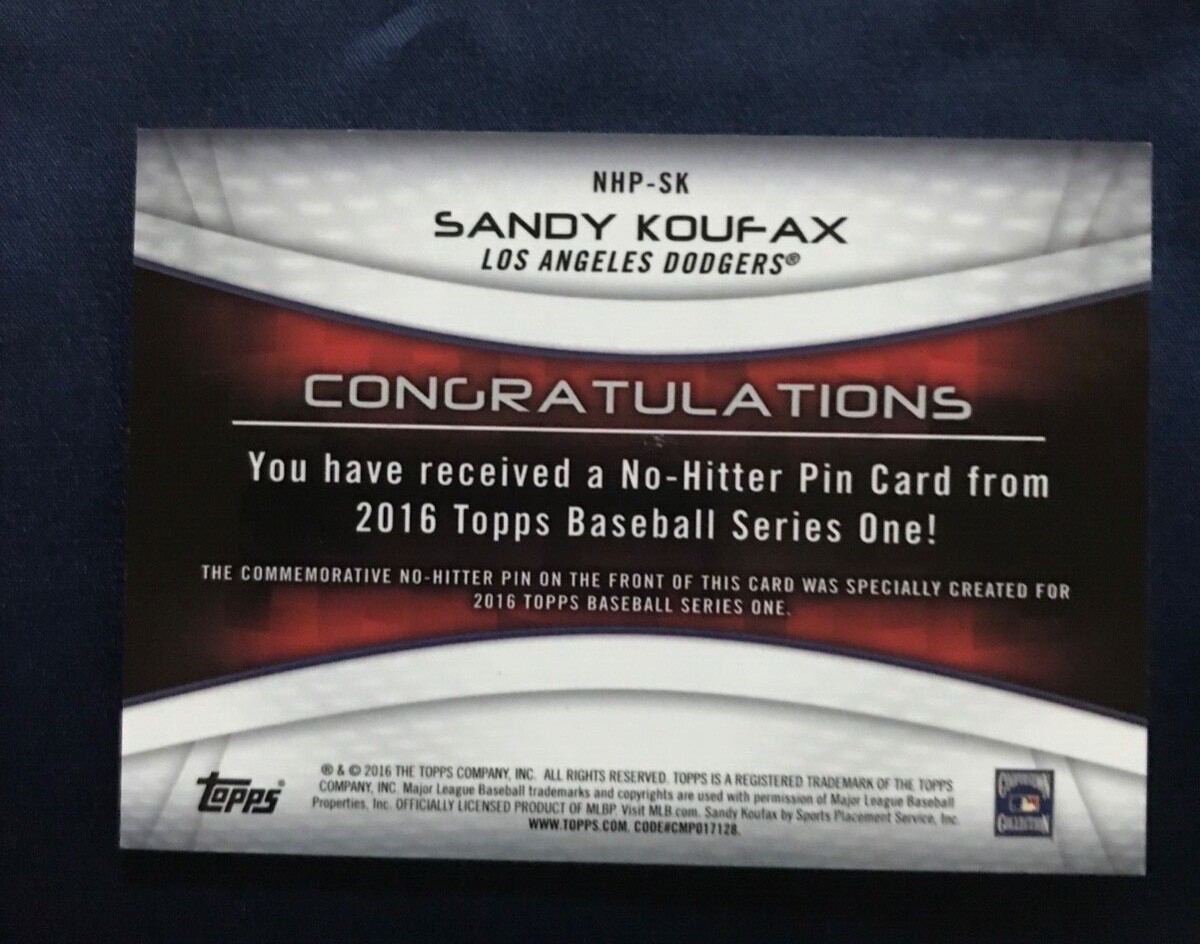 NHP-SK
SANDY KOUFAX
LOS ANGELES DODGERS®
CONGRATULATIONS
You have received a No-Hitter Pin Card from
2016 Topps Baseball Series One!
THE COMMEMORATIVE NO-HITTER PIN ON THE FRONT OF THIS CARD WAS SPECIALLY CREATED FOR
2016 TOPPS BASEBALL SERIES ONE.
Topps®
® & © 2016 THE TOPPS COMPANY, INC. ALL RIGHTS RESERVED. TOPPS IS A REGISTERED TRADEMARK OF THE TOPPS
COMPANY, INC. Major League Baseball trademarks and copyrights are used with permission of Major League Baseball
Properties, Inc. OFFICIALLY LICENSED PRODUCT OF MLBP. Visit MLB.com. Sandy Koufax by Sports Placement Service, Inc.
WWW.TOPPS.COM. CODE#CMP017128.
COOPERSTOWN
COLLECTION